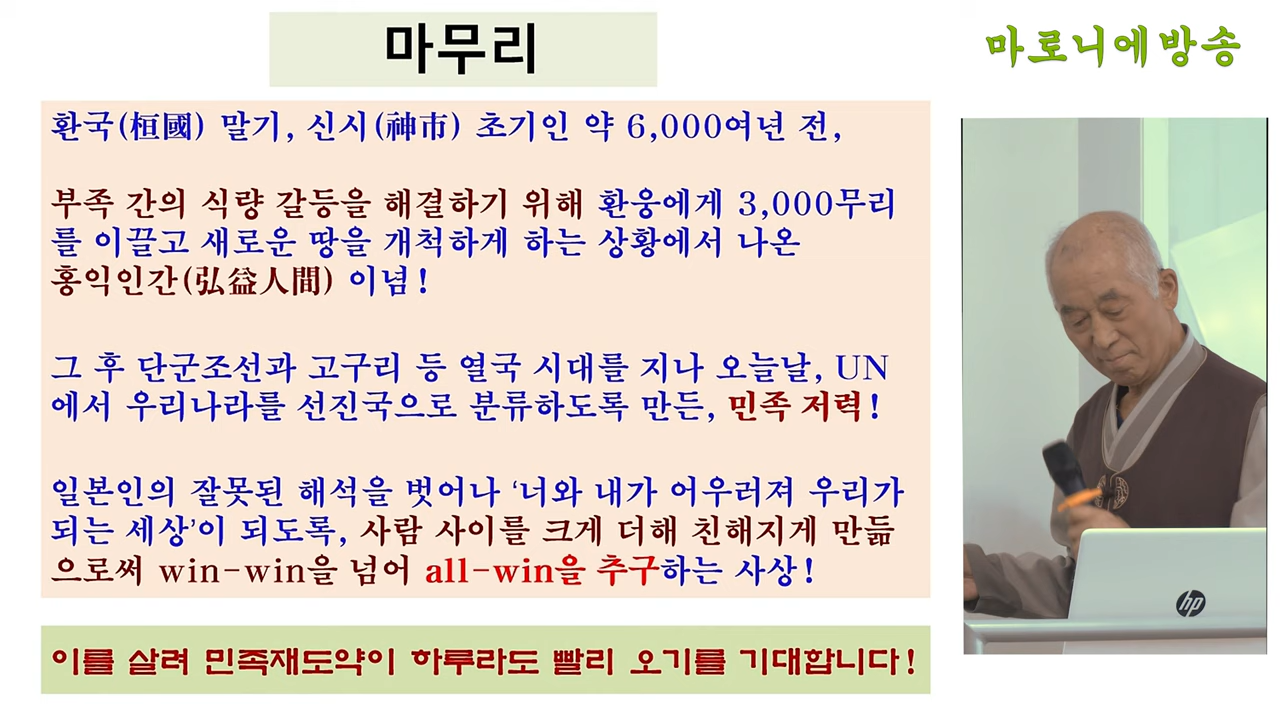 마무리
마로니에방송
환국(桓國) 말기, 신시(神市) 초기인 약 6,000여년 전,
부족 간의 식량 갈등을 해결하기 위해 환웅에게 3,000무리
를 이끌고 새로운 땅을 개척하게 하는 상황에서 나온
홍익인간(弘益人間) 이념!
그 후 단군조선과 고구리 등 열국 시대를 지나 오늘날, UN
에서 우리나라를 선진국으로 분류하도록 만든, 민족 저력!
일본인의 잘못된 해석을 벗어나 ‘너와 내가 어우러져 우리가
되는 세상’이 되도록, 사람 사이를 크게 더해 친해지게 만듦
으로써 win-win을 넘어 all-win을 추구하는 사상!
이를 살려 민족재도약이 하루라도 빨리 오기를 기대합니다!
hp